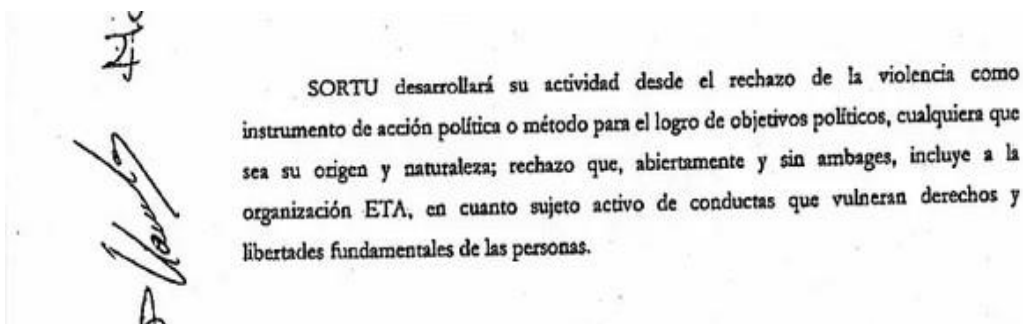 SORTU desarrollará su actividad desde el rechazo de la violencia como
instrumento de acción política o método para el logro de objetivos políticos, cualquiera que
sea su origen y naturaleza; rechazo que, abiertamente y sin ambages, incluye a la
organización ETA, en cuanto sujeto activo de conductas que vulneran derechos y
libertades fundamentales de las personas.